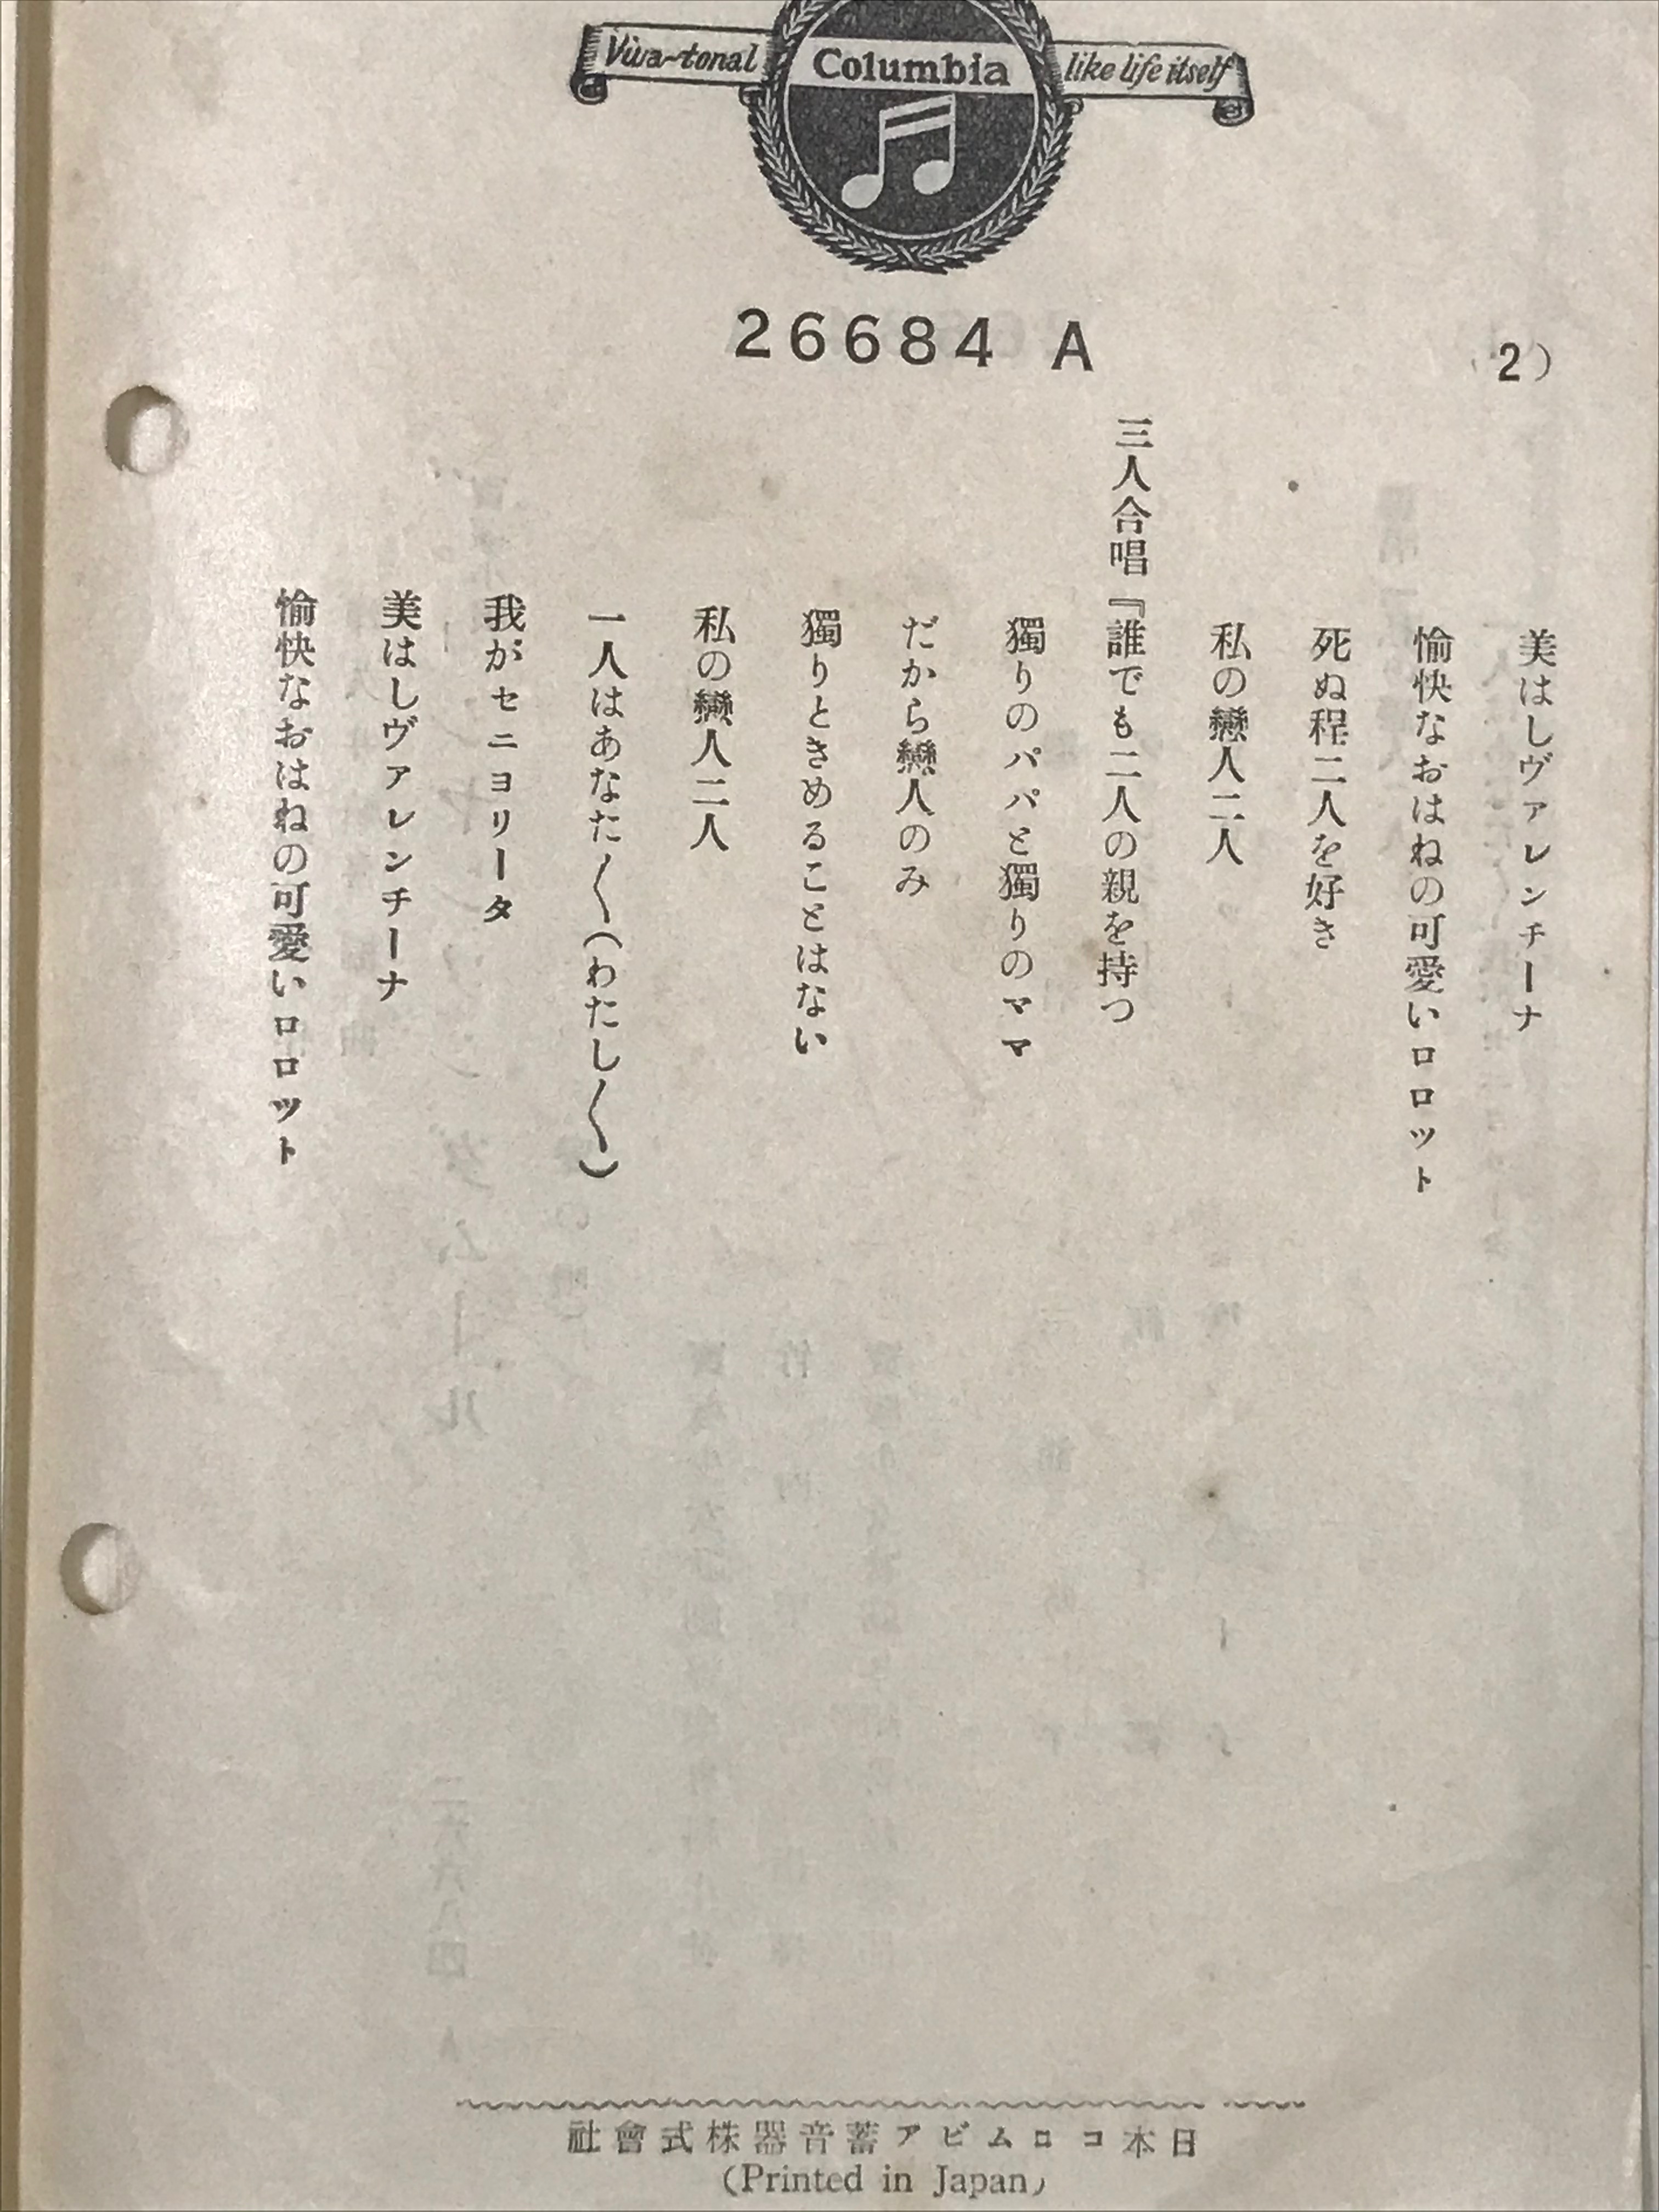 Viva-tonal Columbia like life itself
26684 A
2)
美はしヴァレンチーナ
愉快なおはねの可愛いロロット
死ぬ程二人を好き
私の戀人二人
三人合唱『誰でも二人の親を持つ
獨りのパパと獨りのママ
だから戀人のみ
獨りときめることはない
私の戀人二人
一人はあなた〱(わたし〱)
我がセニョリータ
美はしヴァレンチーナ
愉快なおはねの可愛いロロット
社會式株器音蓄アビムロコ本日
(Printed in Japan)